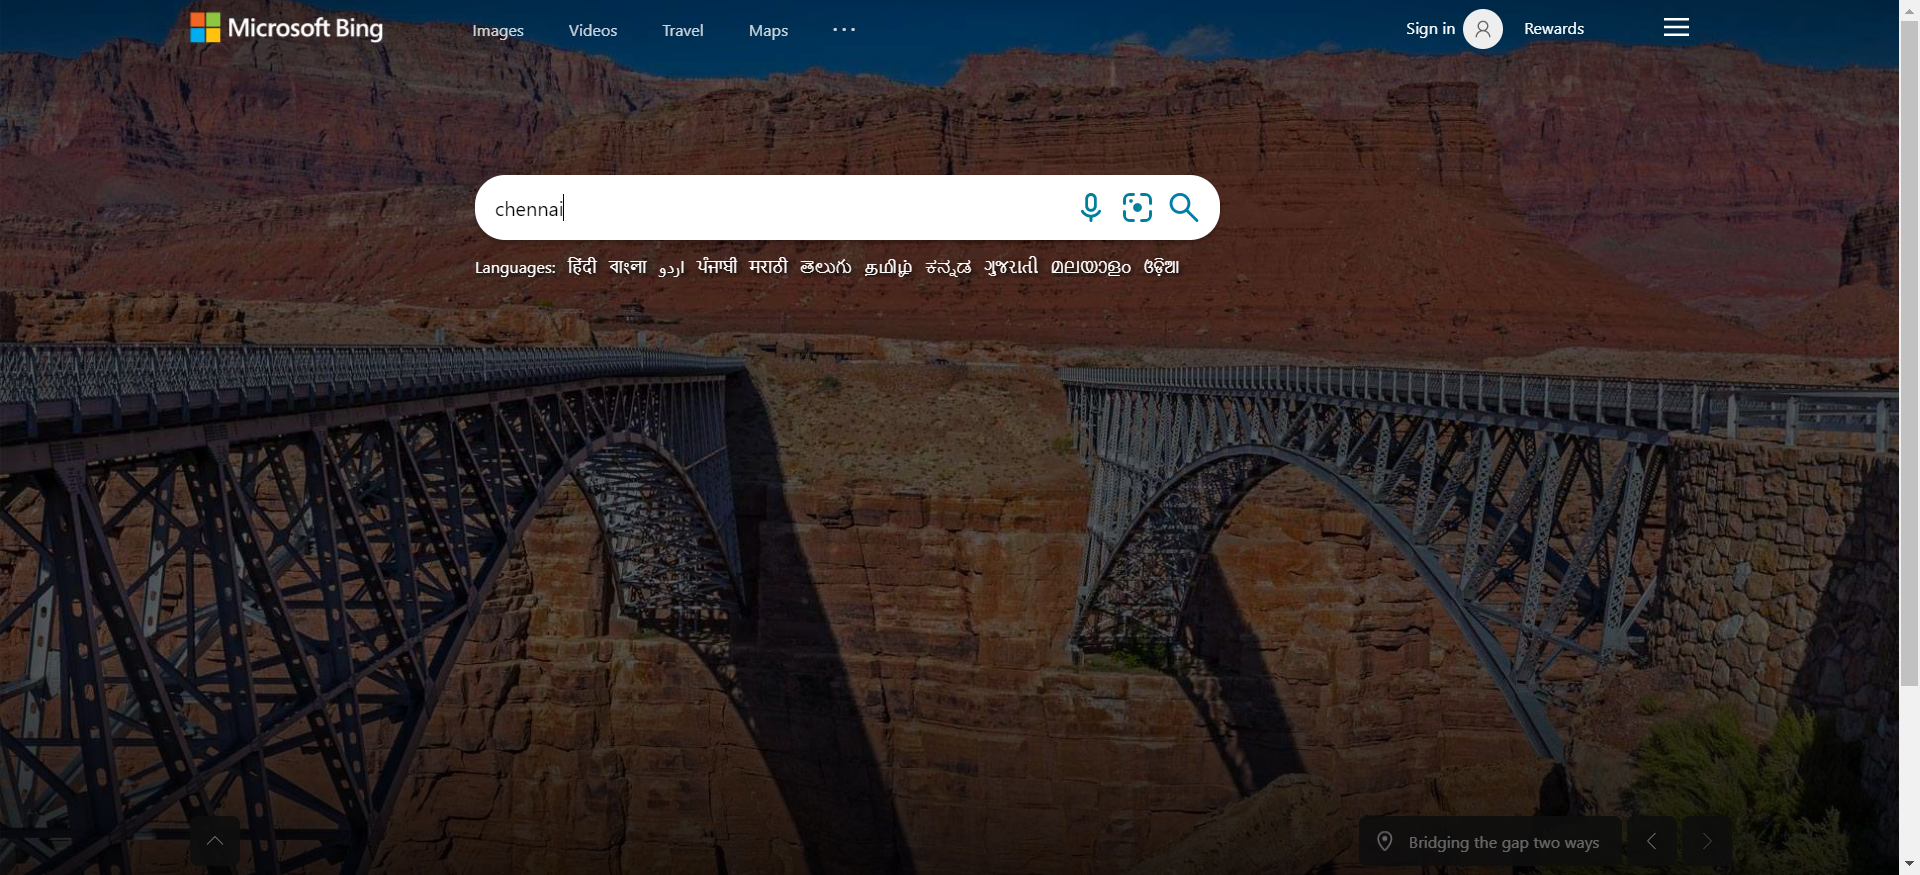 Microsoft Bing Images Videos Travel Maps ... Sign in Rewards
chennai
Languages: हिंदी বাংলা اردو ਪੰਜਾਬੀ मराठी తెలుగు தமிழ் ಕನ್ನಡ ગુજરાતી മലയാളം ଓଡ଼ିଆ
Bridging the gap two ways